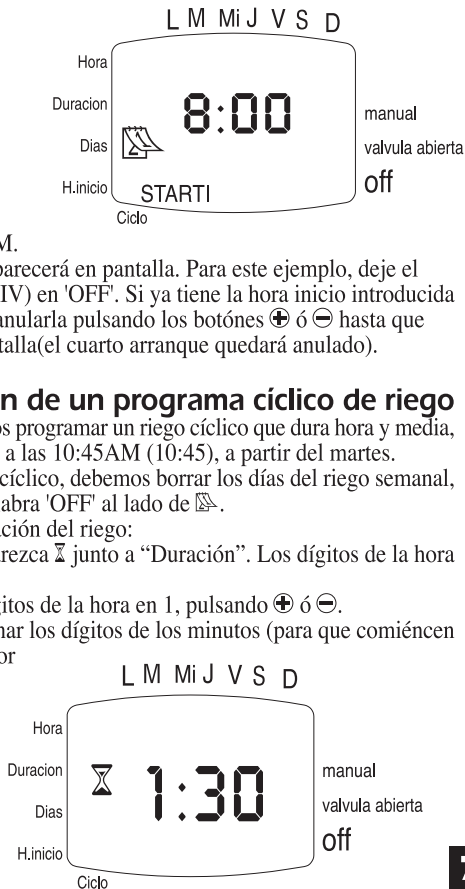 L M Mi J V S D
Hora
Duracion
8:00
manual
Dias
valvula abierta
H.inicio
STARTI
off
Ciclo
M.
parecerá en pantalla. Para este ejemplo, deje el
IV) en 'OFF'. Si ya tiene la hora inicio introducida
anularla pulsando los botónes ⊕ ó ⊖ hasta que
talla(el cuarto arranque quedará anulado).
n de un programa cíclico de riego
os programar un riego cíclico que dura hora y media,
a las 10:45AM (10:45), a partir del martes.
cíclico, debemos borrar los días del riego semanal,
abra 'OFF' al lado de
ación del riego:
arezca ⧖ junto a “Duración”. Los dígitos de la hora
gitos de la hora en 1, pulsando ⊕ ó ⊖.
nar los dígitos de los minutos (para que comiéncen
or
L M Mi J V S D
Hora
Duracion
1:30
manual
Dias
valvula abierta
H.inicio
off
Ciclo